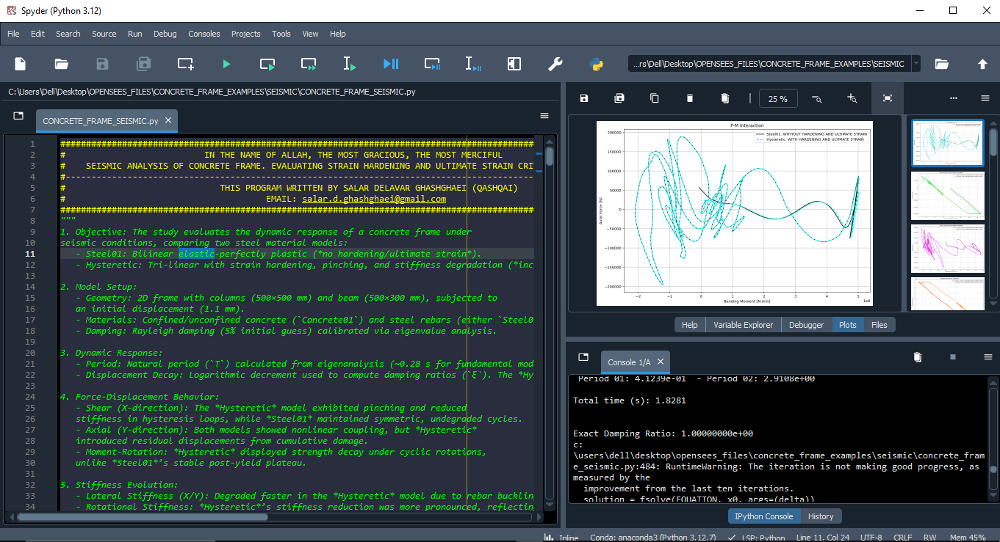 Spyder (Python 3.12)
File Edit Search Source Run Debug Consoles Projects Tools View Help
...rs\Dell\Desktop\OPENSEES_FILES\CONCRETE_FRAME_EXAMPLES\SEISMIC
C:\Users\Dell\Desktop\OPENSEES_FILES\CONCRETE_FRAME_EXAMPLES\SEISMIC\CONCRETE_FRAME_SEISMIC.py
CONCRETE_FRAME_SEISMIC.py
1 ############################################################################################
2 # IN THE NAME OF ALLAH, THE MOST GRACIOUS, THE MOST MERCIFUL
3 # SEISMIC ANALYSIS OF CONCRETE FRAME. EVALUATING STRAIN HARDENING AND ULTIMATE STRAIN CRIT
4 #-------------------------------------------------------------------------------------------
5 # THIS PROGRAM WRITTEN BY SALAR DELAVAR GHASHGHAEI (QASHQAI)
6 # EMAIL: salar.d.ghashghaei@gmail.com
7 ############################################################################################
8 """
9 1. Objective: The study evaluates the dynamic response of a concrete frame under
10 seismic conditions, comparing two steel material models:
11 - Steel01: Bilinear elastic-perfectly plastic (*no hardening/ultimate strain*).
12 - Hysteretic: Tri-linear with strain hardening, pinching, and stiffness degradation (*inc
13
14 2. Model Setup:
15 - Geometry: 2D frame with columns (500×500 mm) and beam (500×300 mm), subjected to
16 an initial displacement (1.1 mm).
17 - Materials: Confined/unconfined concrete (`Concrete01`) and steel rebars (either `Steel0
18 - Damping: Rayleigh damping (5% initial guess) calibrated via eigenvalue analysis.
19
20 3. Dynamic Response:
21 - Period: Natural period (`T`) calculated from eigenanalysis (~0.28 s for fundamental mod
22 - Displacement Decay: Logarithmic decrement used to compute damping ratios (`ξ`). The *Hy
23
24 4. Force-Displacement Behavior:
25 - Shear (X-direction): The *Hysteretic* model exhibited pinching and reduced
26 stiffness in hysteresis loops, while *Steel01* maintained symmetric, undegraded cycles.
27 - Axial (Y-direction): Both models showed nonlinear coupling, but *Hysteretic*
28 introduced residual displacements from cumulative damage.
29 - Moment-Rotation: *Hysteretic* displayed strength decay under cyclic rotations,
30 unlike *Steel01*’s stable post-yield plateau.
31
32 5. Stiffness Evolution:
33 - Lateral Stiffness (X/Y): Degraded faster in the *Hysteretic* model due to rebar buckling
34 - Rotational Stiffness: *Hysteretic*’s stiffness reduction was more pronounced, reflecting
25 %
P-M Interaction
Steel01: WITHOUT HARDENING AND ULTIMATE STRAIN
Hysteretic: WITH HARDENING AND ULTIMATE STRAIN
200000
150000
100000
50000
0
−50000
−100000
−150000
−200000
Axial Force [N]
−2 −1 0 1 2 3 4 5
1e8
Bending Moment [N.mm]
Help Variable Explorer Debugger Plots Files
Console 1/A
Period 01: 4.1239e-01 - Period 02: 2.9108e+00
Total time (s): 1.8281
Exact Damping Ratio: 1.00000000e+00
c:
\users\dell\desktop\opensees_files\concrete_frame_examples\seismic\concrete_fram
e_seismic.py:484: RuntimeWarning: The iteration is not making good progress, as
measured by the
improvement from the last ten iterations.
solution = fsolve(EQUATION, x0, args=(delta))
IPython Console History
Inline Conda: anaconda3 (Python 3.12.7) LSP: Python Line 11, Col 24 UTF-8 CRLF RW Mem 45%